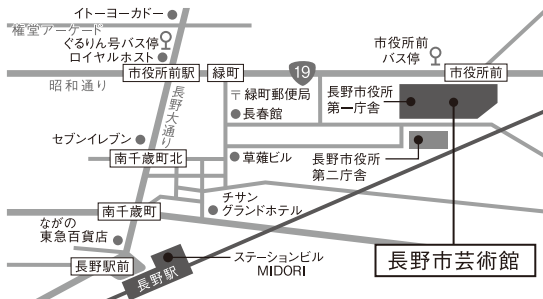 イトーヨーカドー
権堂アーケード
ぐるりん号バス停
ロイヤルホスト
市役所前駅
緑町
19
市役所前
バス停
市役所前
昭和通り
長野大通り
〒緑町郵便局
長春館
長野市役所
第一庁舎
セブンイレブン
南千歳町北
草薙ビル
長野市役所
第二庁舎
チサン
グランドホテル
南千歳町
ながの
東急百貨店
長野駅前
長野駅
ステーションビル
MIDORI
長野市芸術館